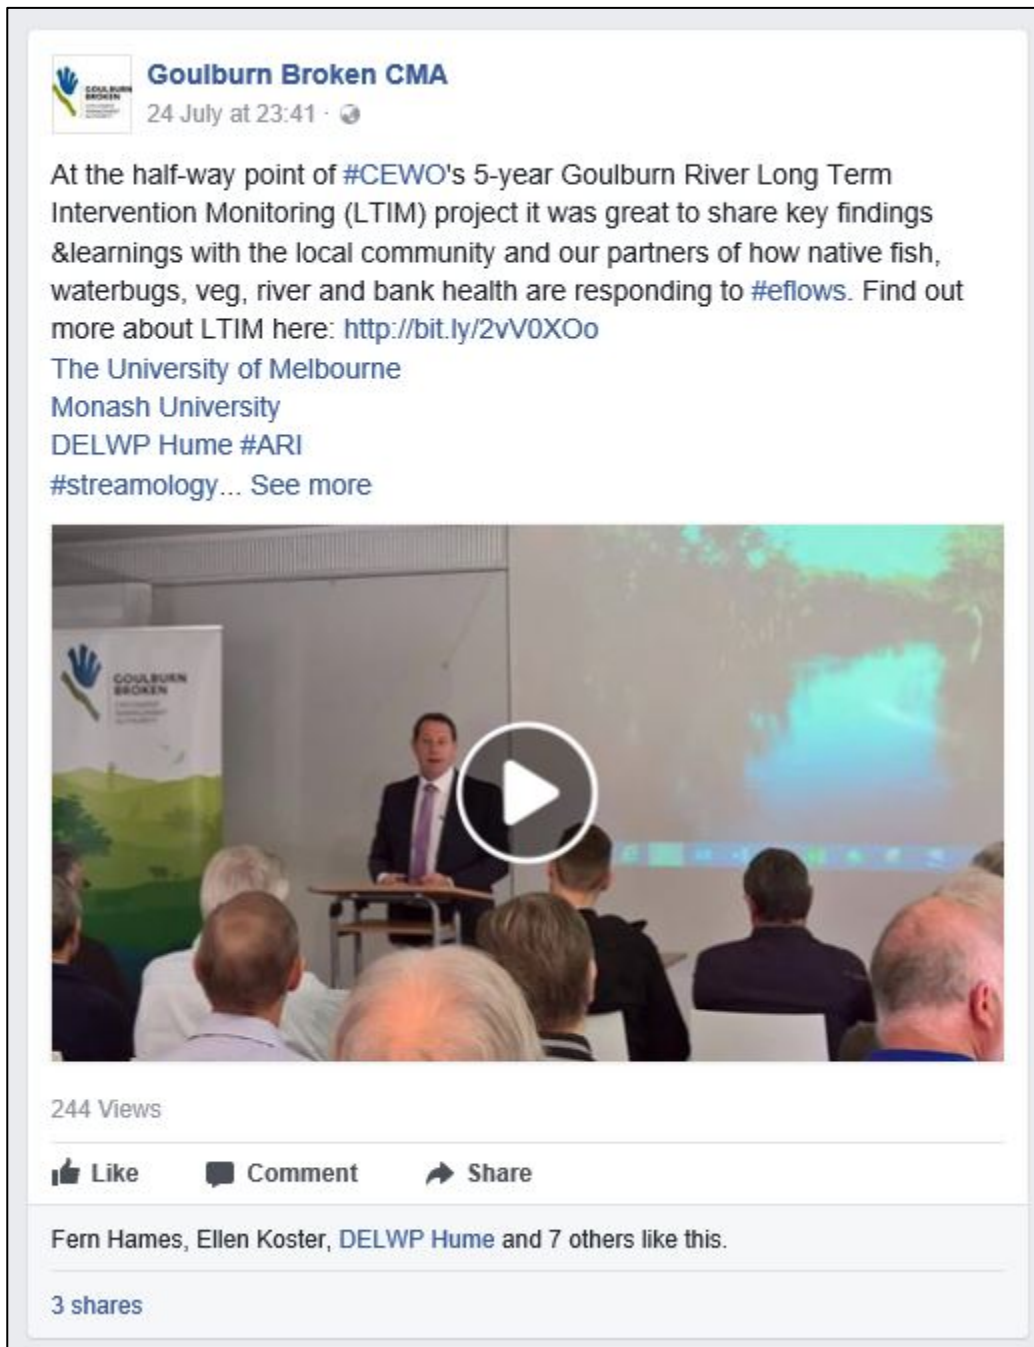 GOULBURN
BROKEN
Goulburn Broken CMA
24 July at 23:41 ·
At the half-way point of #CEWO's 5-year Goulburn River Long Term
Intervention Monitoring (LTIM) project it was great to share key findings
&learnings with the local community and our partners of how native fish,
waterbugs, veg, river and bank health are responding to #eflows. Find out
more about LTIM here: http://bit.ly/2vV0XOo
The University of Melbourne
Monash University
DELWP Hume #ARI
#streamology... See more
GOULBURN
BROKEN
244 Views
Like Comment Share
Fern Hames, Ellen Koster, DELWP Hume and 7 others like this.
3 shares